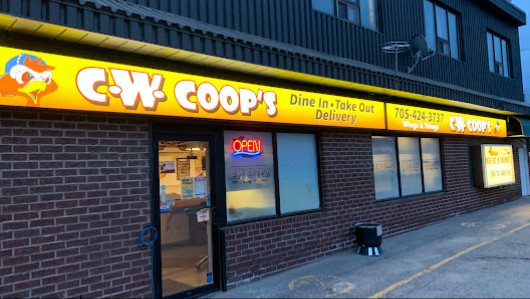 C·W· COOP'S
Dine In • Take Out
Delivery
705-424-3737
Wings & Things
C·W· COOP'S
OPEN